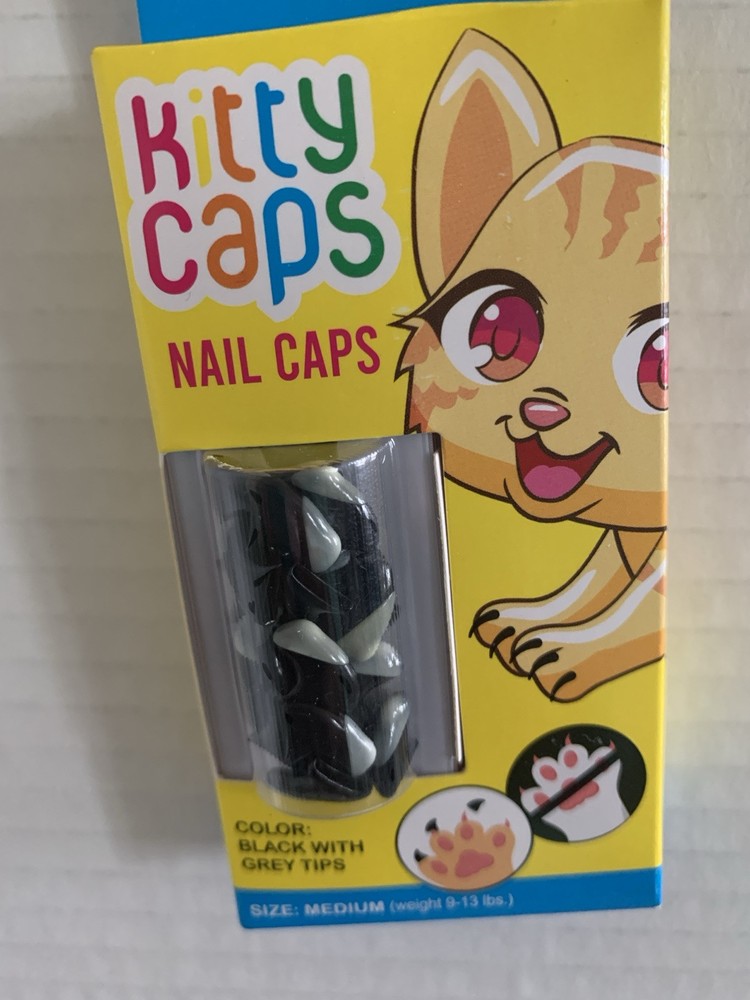 kitty
caps
NAIL CAPS
COLOR:
BLACK WITH
GREY TIPS
SIZE: MEDIUM (weight 9-13 lbs.)